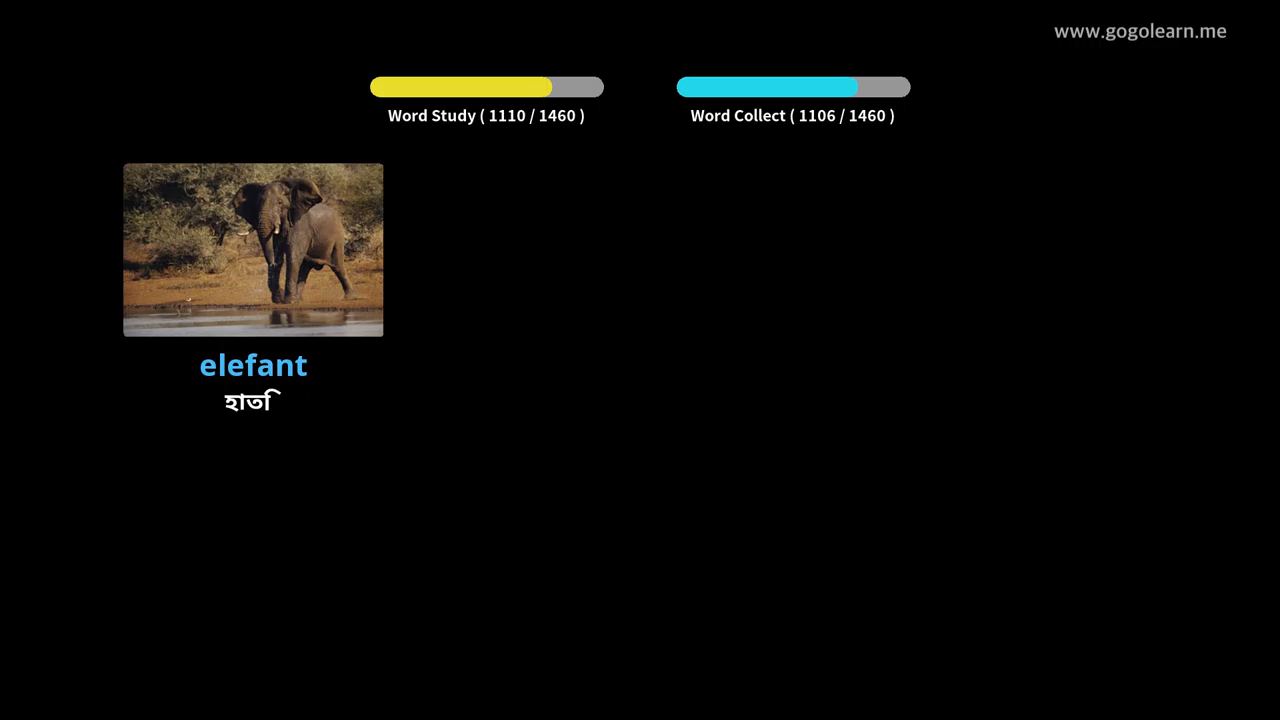 www.gogolearn.me
Word Study ( 1110 / 1460 )
Word Collect ( 1106 / 1460 )
elefant
হাতি